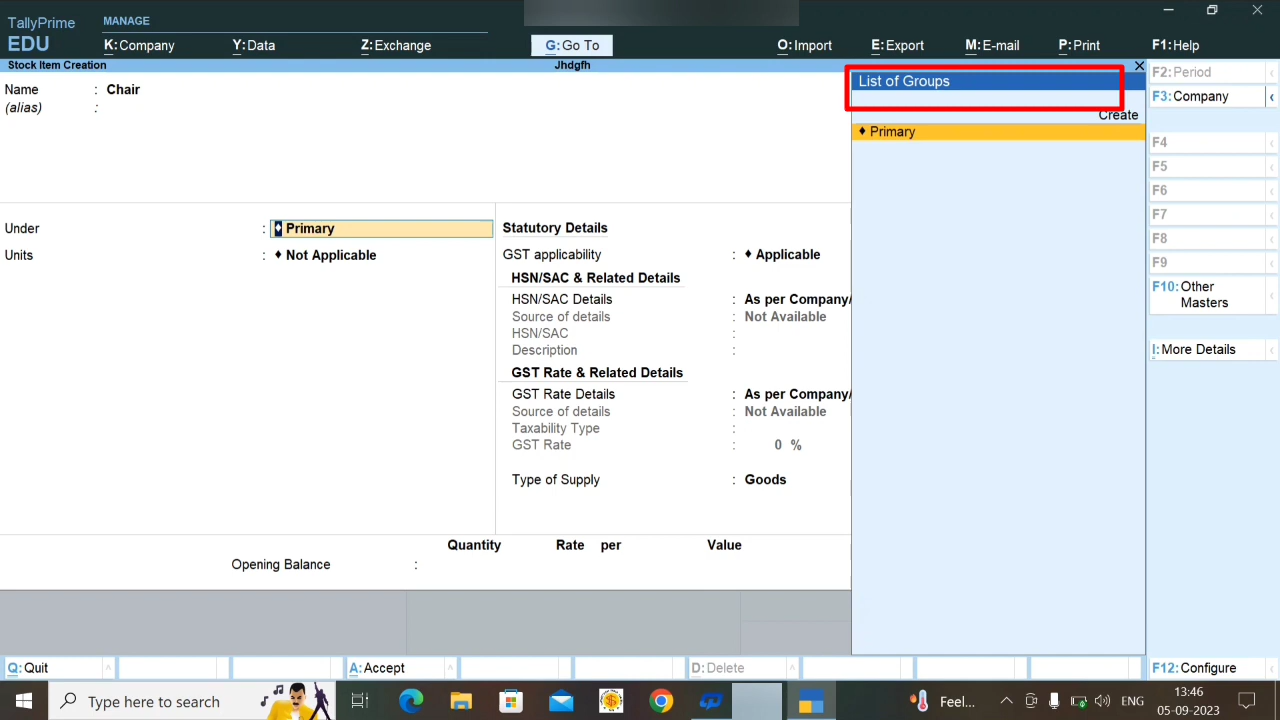 TallyPrime
EDU
MANAGE
K:Company
Y:Data
Z:Exchange
G:Go To
O:Import
E:Export
M:E-mail
P:Print
F1:Help
Stock Item Creation
Jhdgfh
Name : Chair
(alias) :
Under : ♦ Primary
Units : ♦ Not Applicable
Statutory Details
GST applicability : ♦ Applicable
HSN/SAC & Related Details
HSN/SAC Details : As per Company/
Source of details : Not Available
HSN/SAC :
Description :
GST Rate & Related Details
GST Rate Details : As per Company/
Source of details : Not Available
Taxability Type :
GST Rate : 0 %
Type of Supply : Goods
Quantity Rate per Value
Opening Balance :
List of Groups
Create
♦ Primary
F2: Period
F3: Company
F4
F5
F6
F7
F8
F9
F10: Other
Masters
I: More Details
Q: Quit
A: Accept
D: Delete
F12: Configure
Type here to search
Feel...
ENG
13:46
05-09-2023